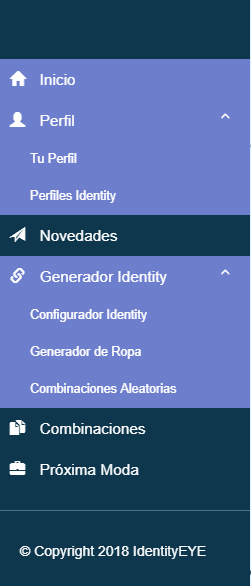 Inicio
Perfil
Tu Perfil
Perfiles Identity
Novedades
Generador Identity
Configurador Identity
Generador de Ropa
Combinaciones Aleatorias
Combinaciones
Próxima Moda
© Copyright 2018 IdentityEYE